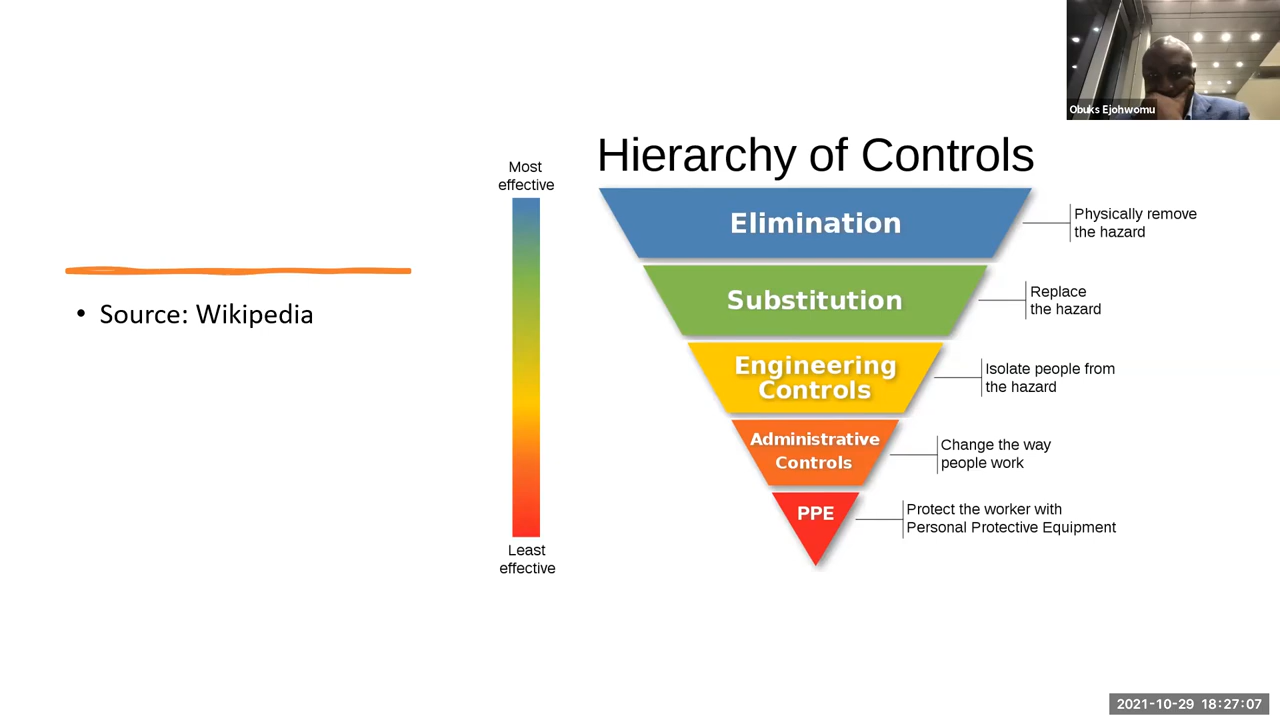 Obuks Ejohwomu
Hierarchy of Controls
Most
effective
Elimination
Physically remove
the hazard
Substitution
Replace
the hazard
• Source: Wikipedia
Engineering
Controls
Isolate people from
the hazard
Administrative
Controls
Change the way
people work
PPE
Protect the worker with
Personal Protective Equipment
Least
effective
2021-10-29 18:27:07